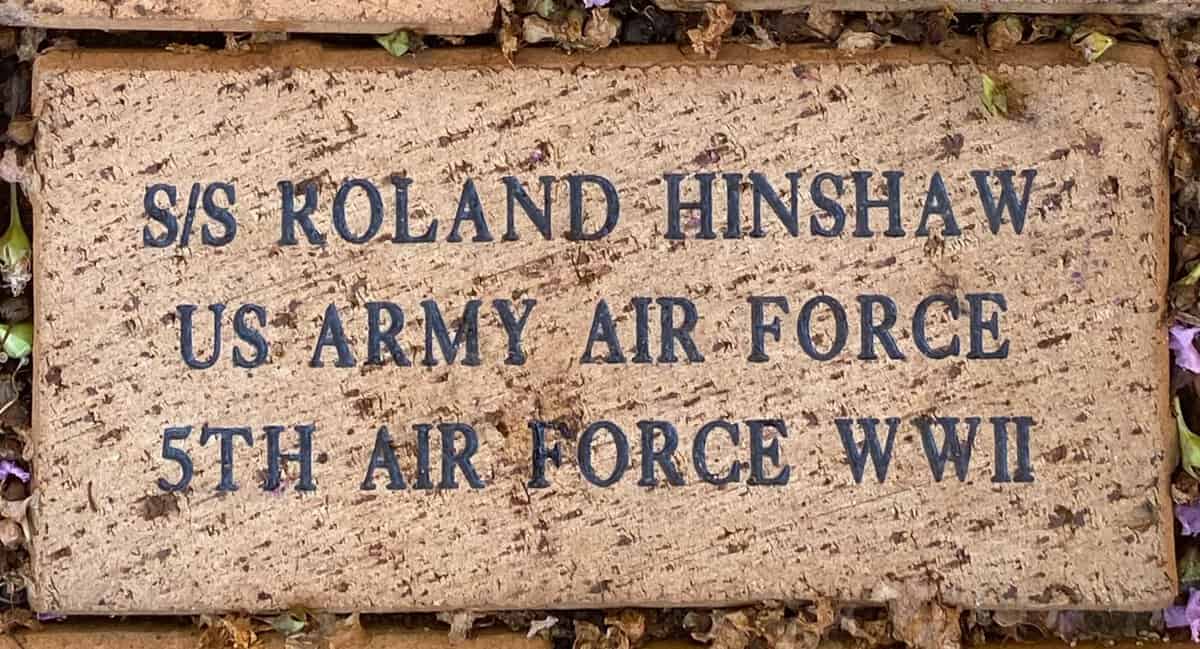 S/S ROLAND HINSHAW
US ARMY AIR FORCE
5TH AIR FORCE WWII